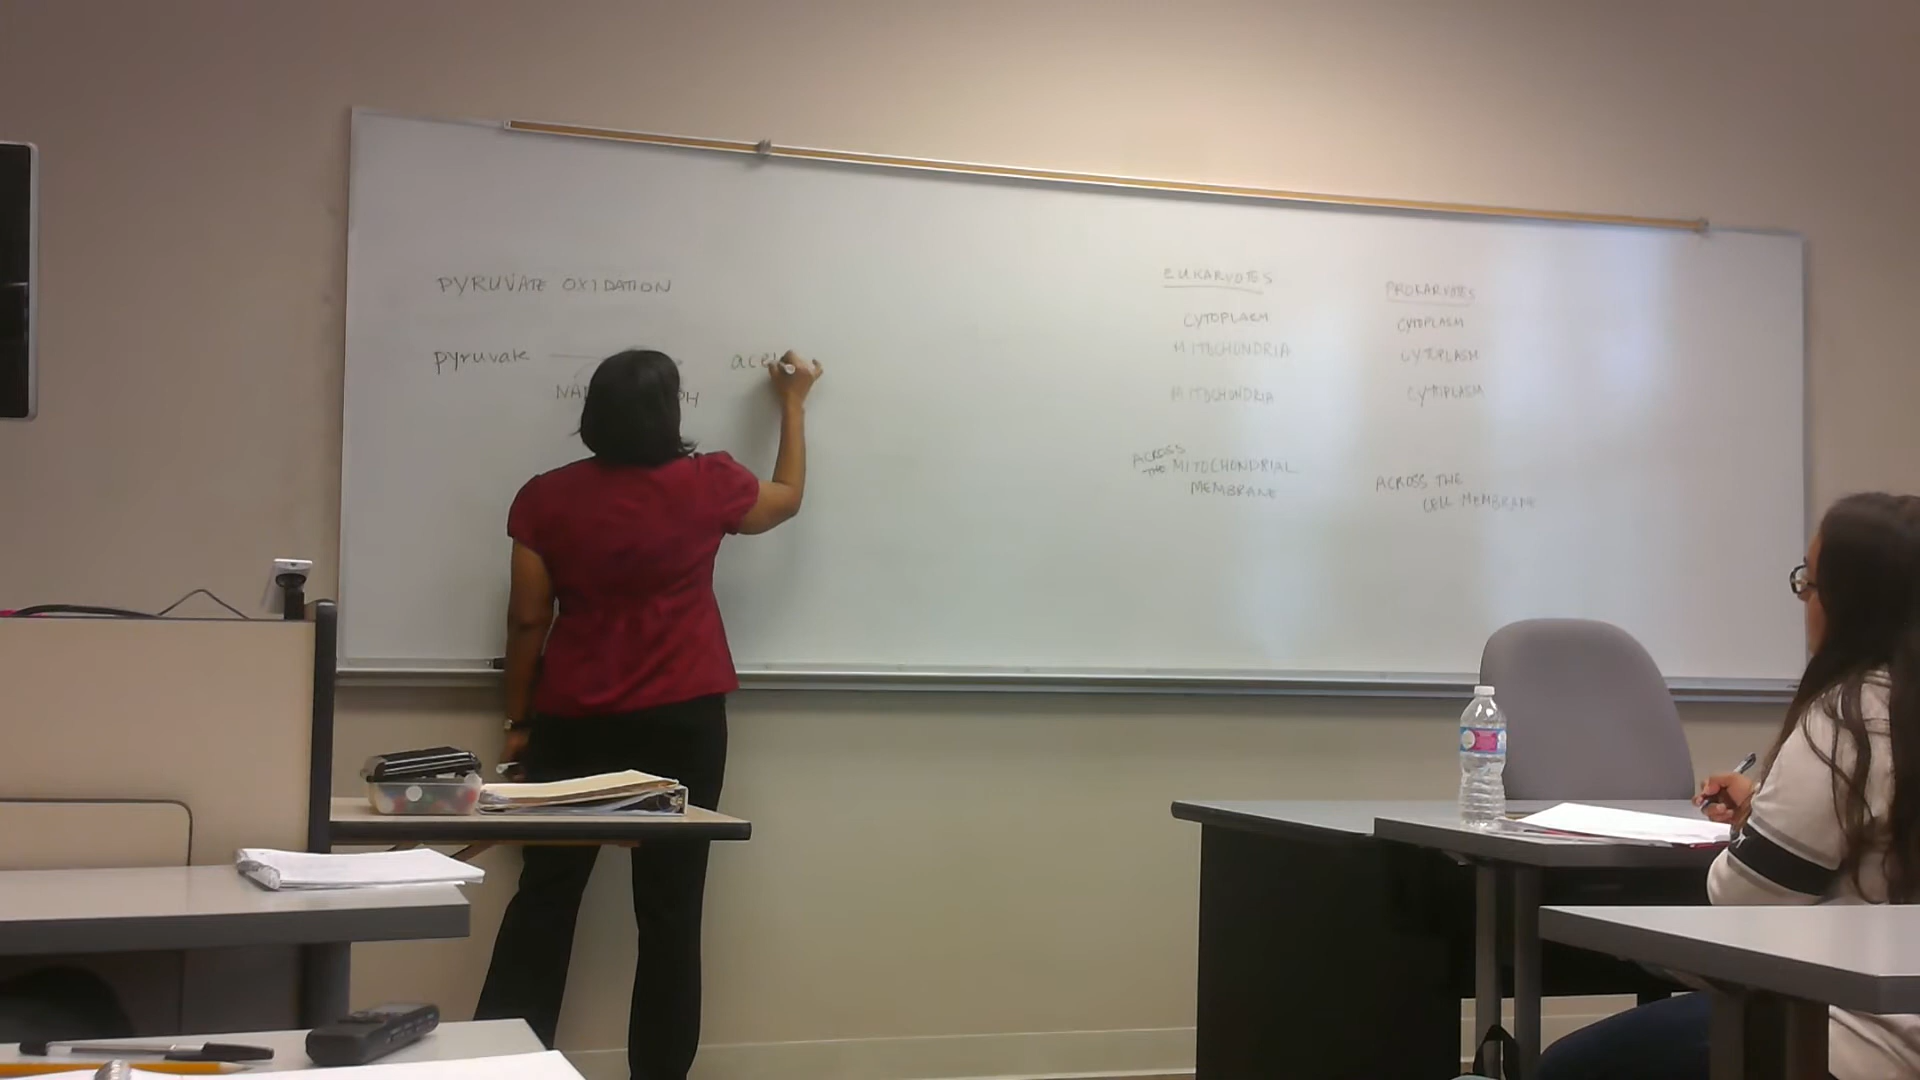 PYRUVATE OXIDATION
pyruvate
NAD
DH
ace
EUKARYOTES
CYTOPLASM
MITOCHONDRIA
MITOCHONDRIA
ACROSS
THE MITOCHONDRIAL
MEMBRANE
PROKARYOTES
CYTOPLASM
CYTOPLASM
CYTOPLASM
ACROSS THE
CELL MEMBRANE